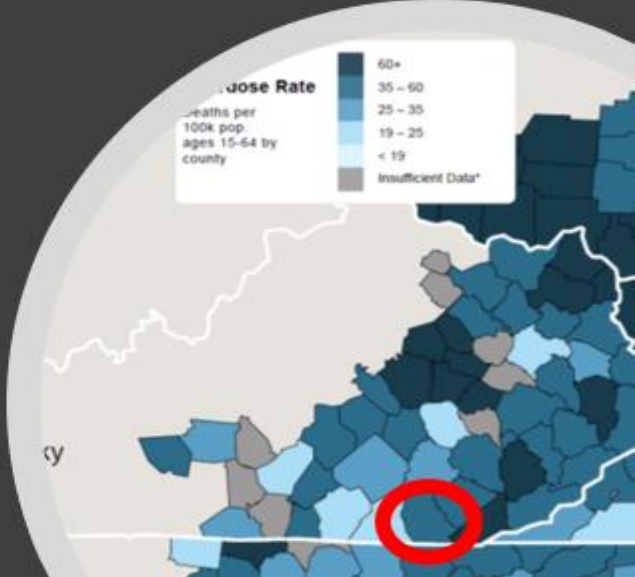 dose Rate
Deaths per
100k pop.
ages 15-64 by
county
60+
35 – 60
25 – 35
19 – 25
< 19
Insufficient Data*
ky